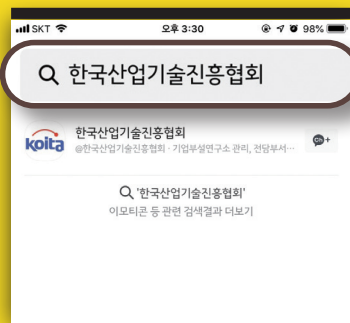 SKT 오후 3:30 98%
한국산업기술진흥협회
koita 한국산업기술진흥협회
@한국산업기술진흥협회 · 기업부설연구소 관리, 전담부서…
Ch+
'한국산업기술진흥협회'
이모티콘 등 관련 검색결과 더보기